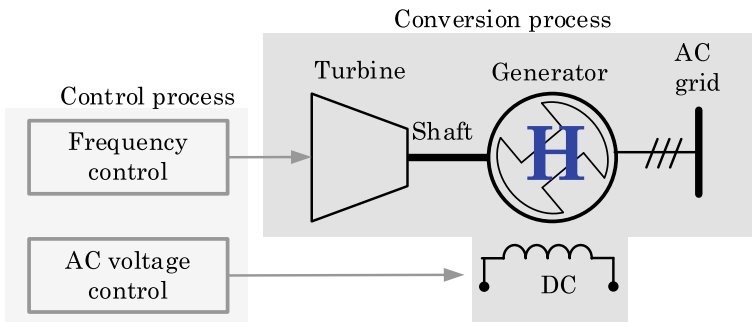 Conversion process
Turbine
Generator
AC
grid
Control process
Shaft
H
Frequency
control
AC voltage
control
DC